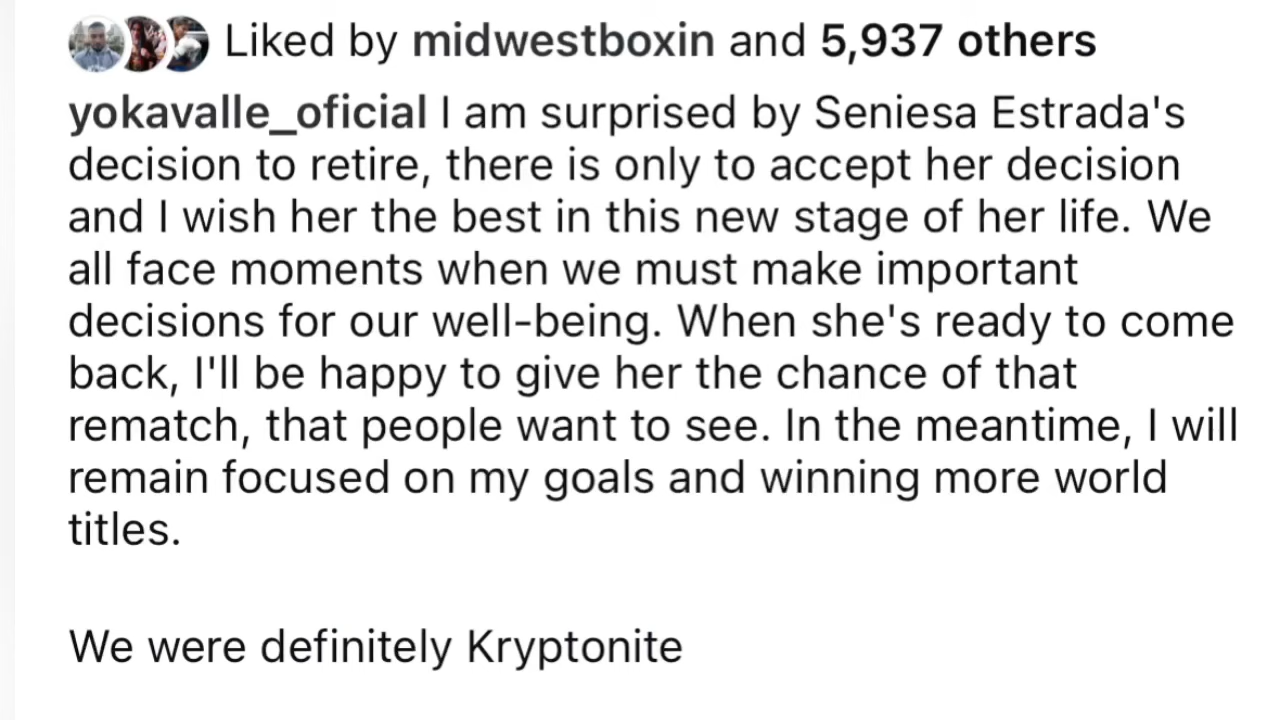 Liked by midwestboxin and 5,937 others
yokavalle_oficial I am surprised by Seniesa Estrada's
decision to retire, there is only to accept her decision
and I wish her the best in this new stage of her life. We
all face moments when we must make important
decisions for our well-being. When she's ready to come
back, I'll be happy to give her the chance of that
rematch, that people want to see. In the meantime, I will
remain focused on my goals and winning more world
titles.
We were definitely Kryptonite